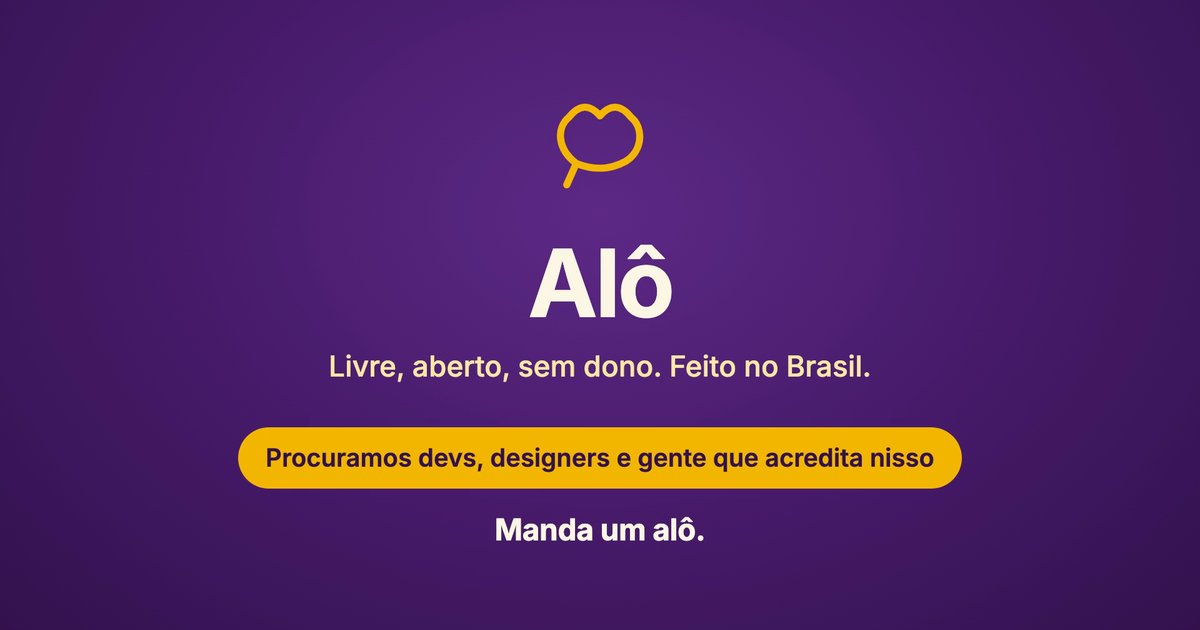 Alô
Livre, aberto, sem dono. Feito no Brasil.
Procuramos devs, designers e gente que acredita nisso
Manda um alô.